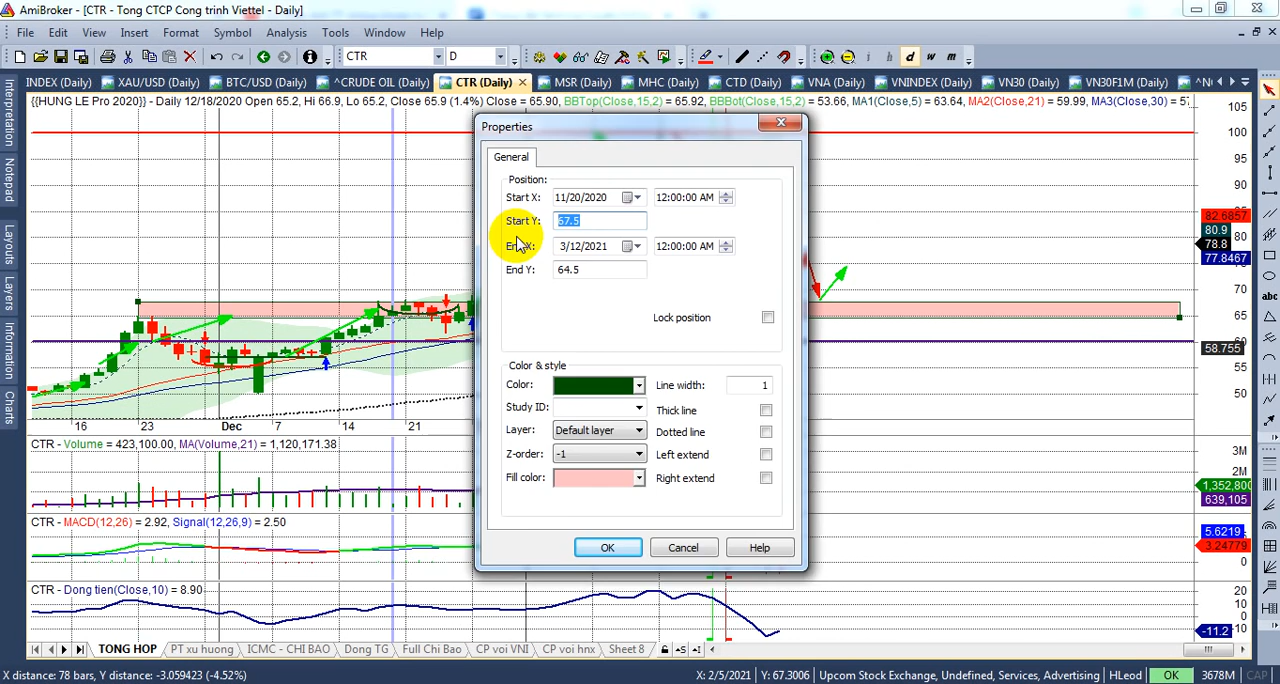 AmiBroker - [CTR - Tong CTCP Cong trinh Viettel - Daily]
File Edit View Insert Format Symbol Analysis Tools Window Help
CTR D i h d w m
INDEX (Daily) XAU/USD (Daily) BTC/USD (Daily) ^CRUDE OIL (Daily) CTR (Daily) MSR (Daily) MHC (Daily) CTD (Daily) VNA (Daily) VNINDEX (Daily) VN30 (Daily) VN30F1M (Daily)
{{HUNG LE Pro 2020}} - Daily 12/18/2020 Open 65.2, Hi 66.9, Lo 65.2, Close 65.9 (1.4%) Close = 65.90, BBTop(Close,15,2) = 65.92, BBBot(Close,15,2) = 53.66, MA1(Close,5) = 63.64, MA2(Close,21) = 59.99, MA3(Close,30) = 57
Interpretation
Notepad
Layouts
Layers
Information
Charts
Properties
General
Position:
Start X: 11/20/2020 12:00:00 AM
Start Y: 67.5
End X: 3/12/2021 12:00:00 AM
End Y: 64.5
Lock position
Color & style
Color: Line width: 1
Study ID: Thick line
Layer: Default layer Dotted line
Z-order: -1 Left extend
Fill color: Right extend
OK Cancel Help
105
100
95
90
85
82.6857
80.9
80
78.8
77.8467
75
70
65
60
58.755
55
50
16 23 Dec 7 14 21
CTR - Volume = 423,100.00, MA(Volume,21) = 1,120,171.38
3M
2M
1,352,800
639,105
CTR - MACD(12,26) = 2.92, Signal(12,26,9) = 2.50
5.6219
3.24779
0
CTR - Dong tien(Close,10) = 8.90
20
10
0
-11.2
10
TONG HOP PT xu huong ICMC - CHI BAO Dong TG Full Chi Bao CP voi VNI CP voi hnx Sheet 8
X distance: 78 bars, Y distance: -3.059423 (-4.52%) X: 2/5/2021 Y: 67.3006 Upcom Stock Exchange, Undefined, Services, Advertising HLeod OK 3678M CAP
abc